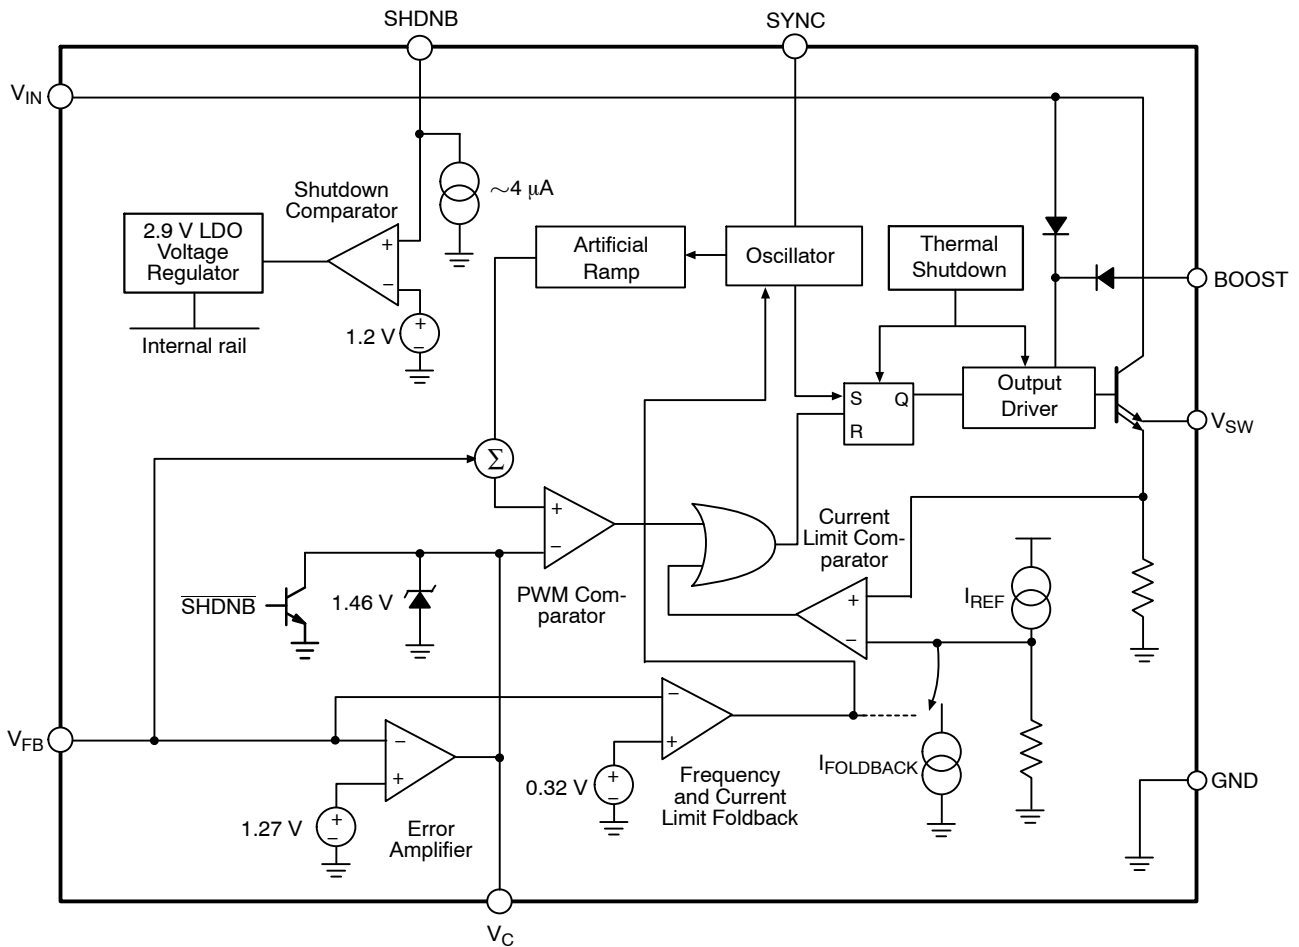 SHDNB
SYNC
V_IN
~4 μA
Shutdown
Comparator
+
−
2.9 V LDO
Voltage
Regulator
Internal rail
1.2 V
+
−
Artificial
Ramp
Oscillator
Thermal
Shutdown
BOOST
S
Q
R
Output
Driver
V_SW
Σ
+
−
PWM Com-
parator
Current
Limit Com-
parator
+
−
I_REF
S̅H̅D̅N̅B̅
1.46 V
V_FB
−
+
1.27 V
+
−
Error
Amplifier
−
+
0.32 V
+
−
Frequency
and Current
Limit Foldback
I_FOLDBACK
GND
V_C